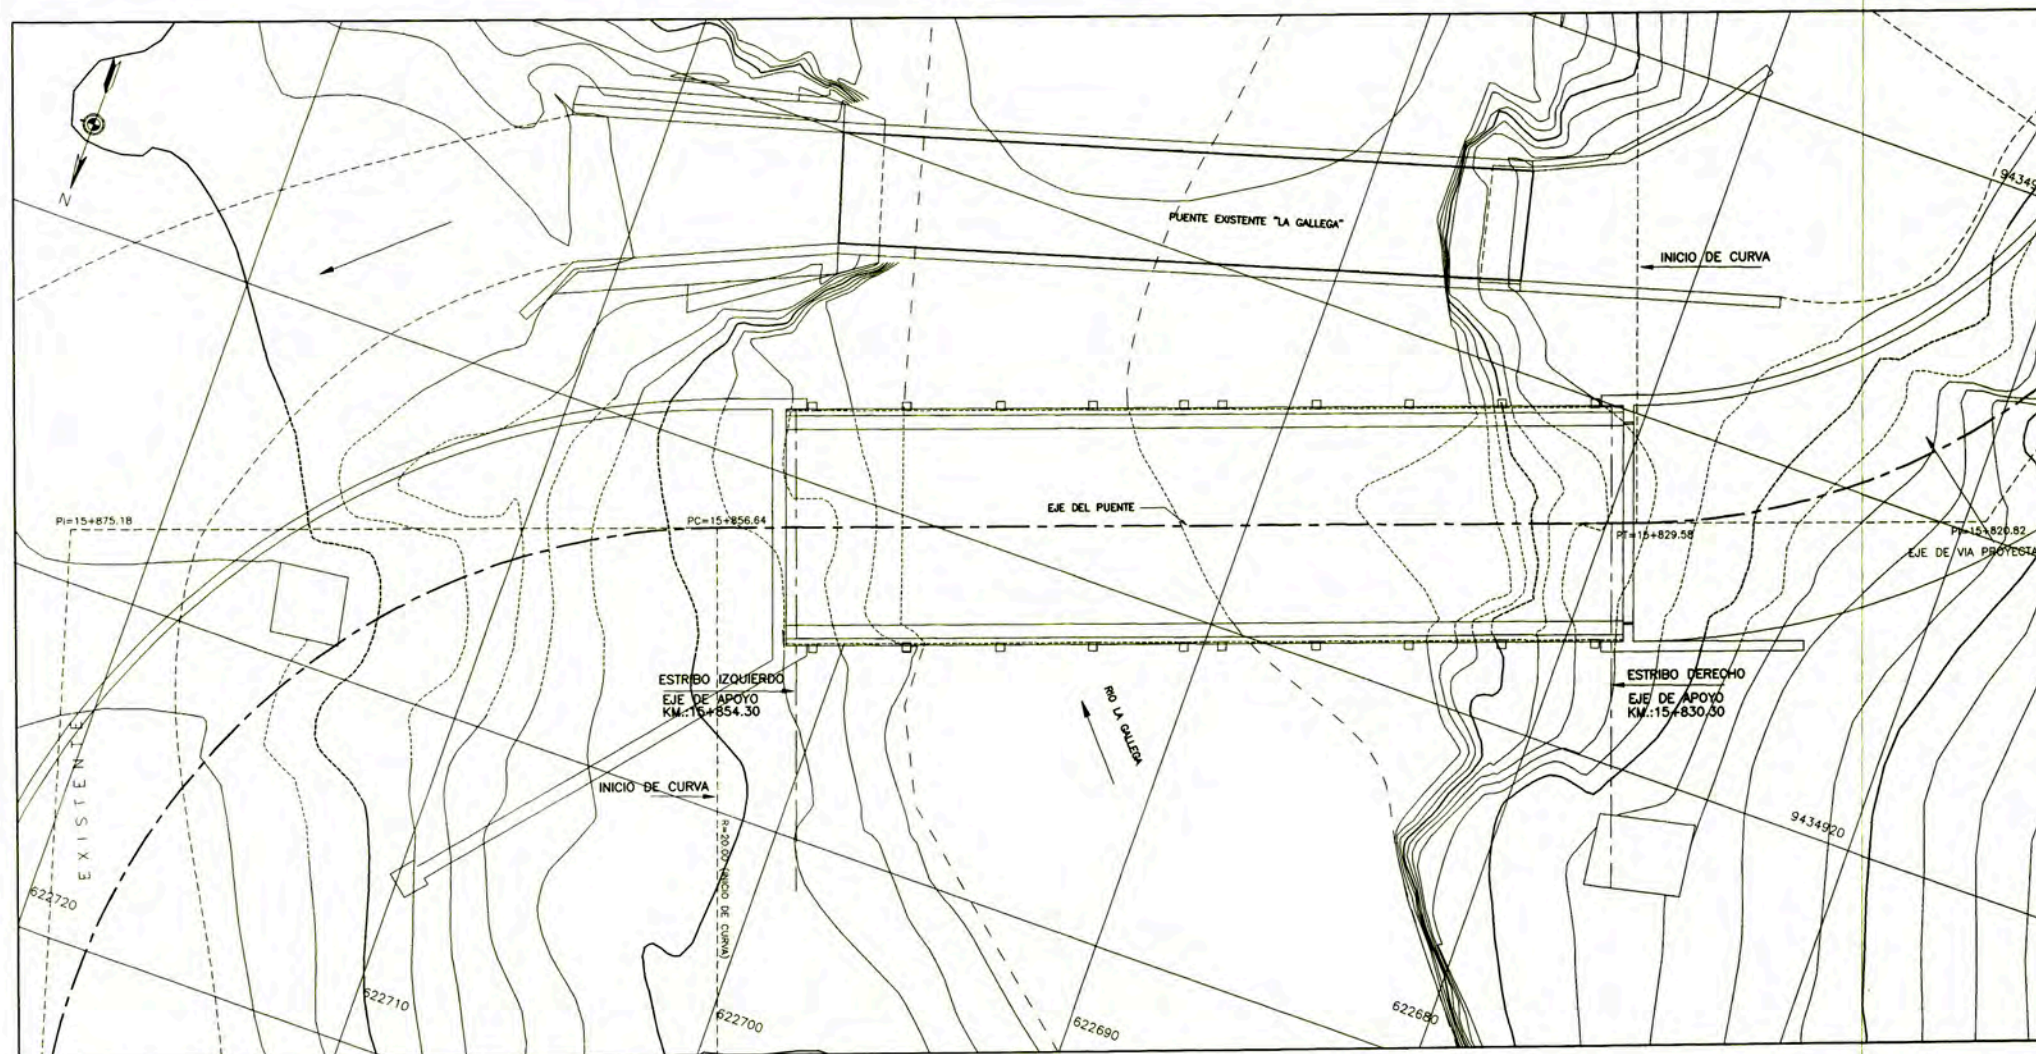 N
PUENTE EXISTENTE "LA GALLEGA"
INICIO DE CURVA
PI=15+875.18
PC=15+856.64
EJE DEL PUENTE
PT=15+829.58
PI=15+820.82
EJE DE VIA PROYECTA
ESTRIBO IZQUIERDO
EJE DE APOYO
KM.:15+854.30
RIO LA GALLEGA
ESTRIBO DERECHO
EJE DE APOYO
KM.:15+830.30
EXISTENTE
INICIO DE CURVA
R=20.00 (INICIO DE CURVA)
9434920
622720
622710
622700
622690
622680